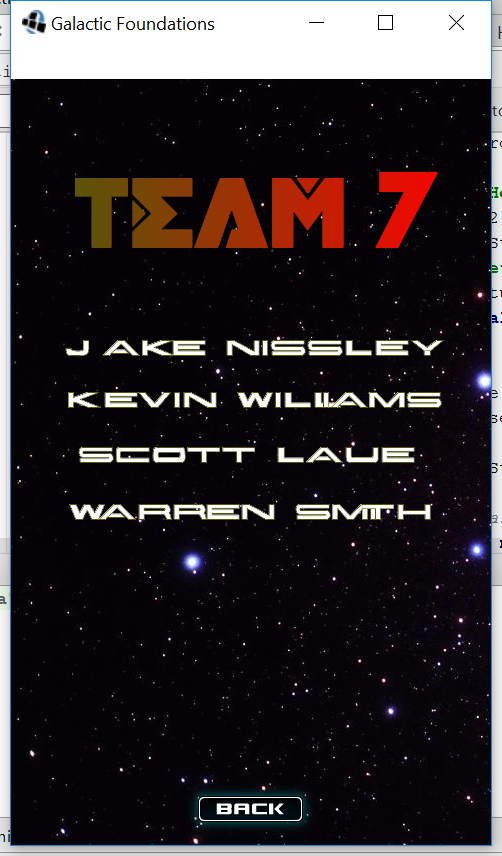 Galactic Foundations
TEAM 7
JAKE NISSLEY
KEVIN WILLIAMS
SCOTT LAUE
WARREN SMITH
BACK